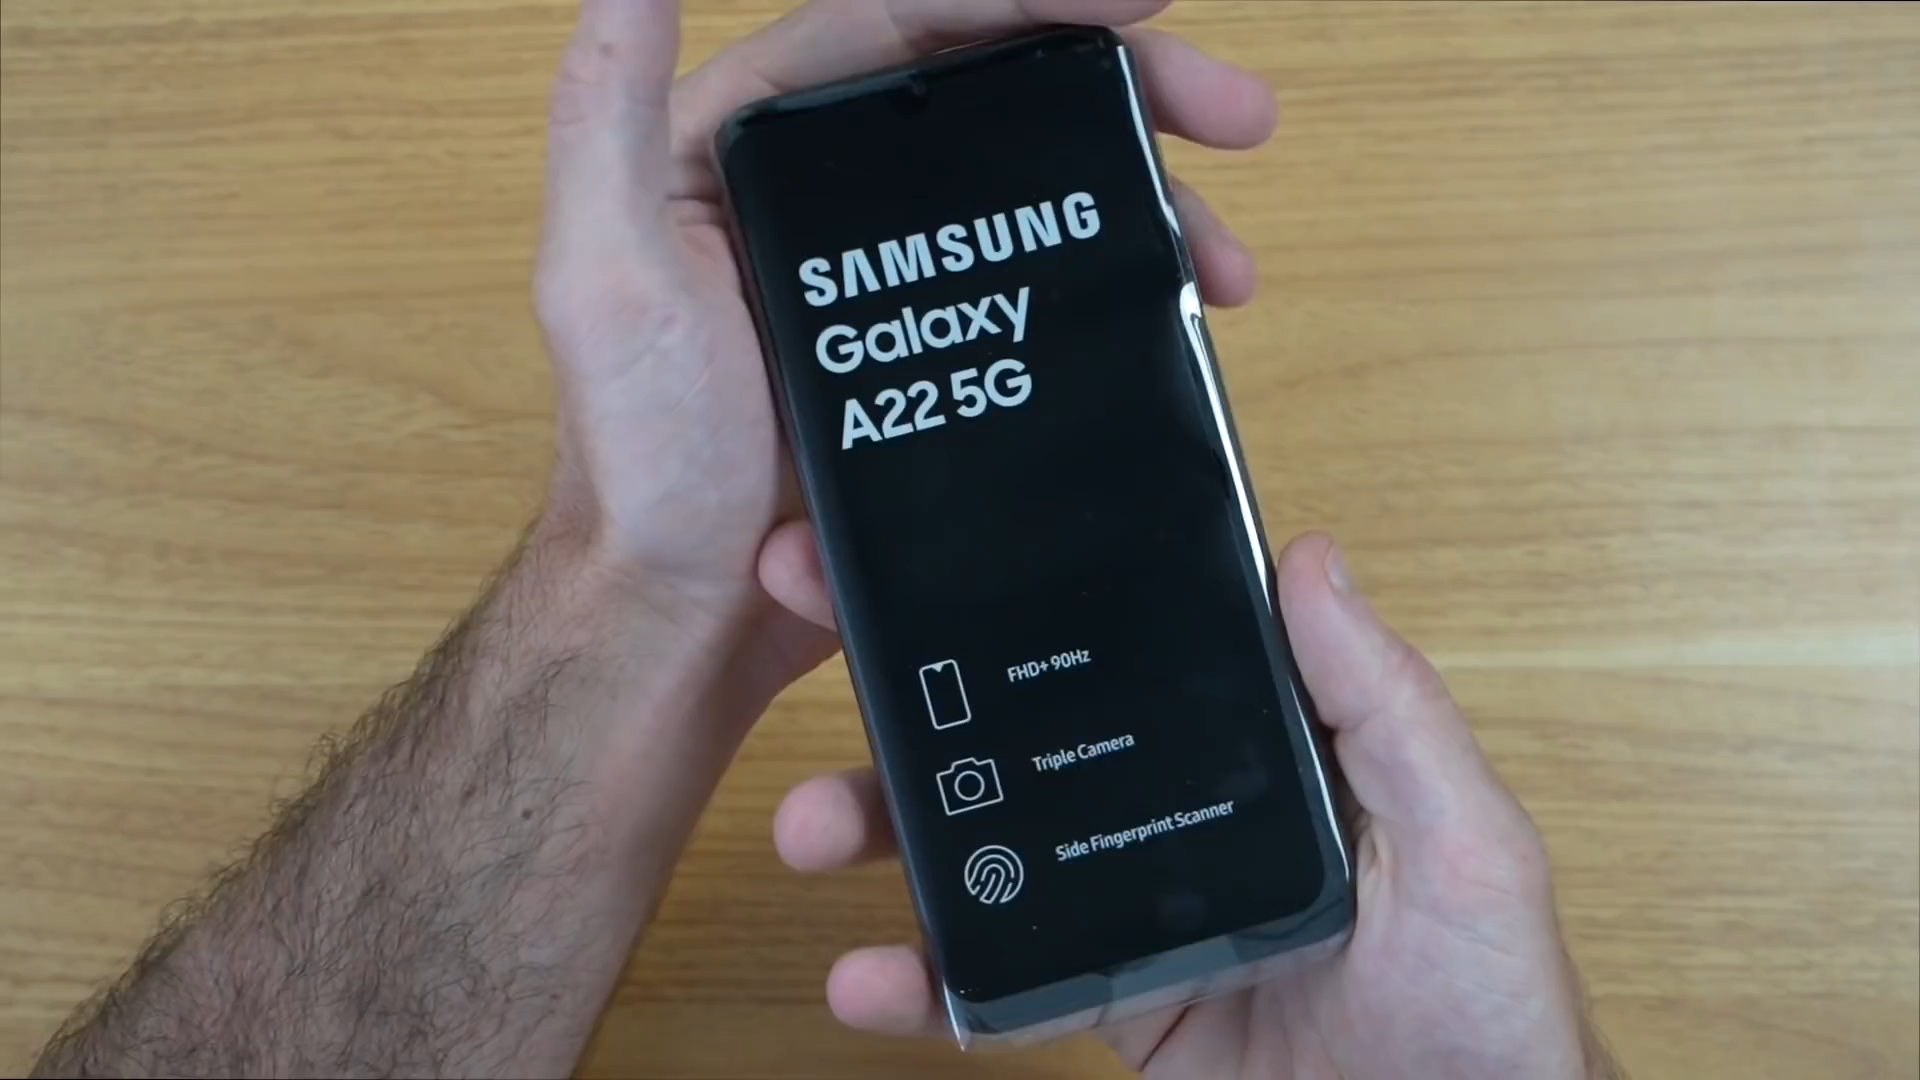 SAMSUNG
Galaxy
A22 5G
FHD+ 90Hz
Triple Camera
Side Fingerprint Scanner